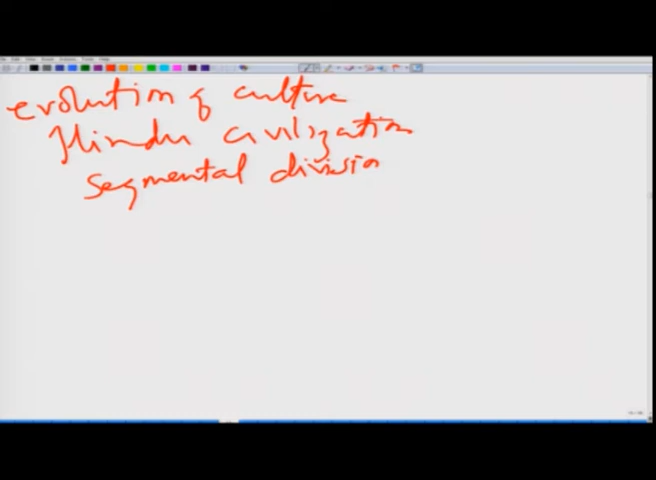 evolution of culture
Hindu civilization
Segmental division